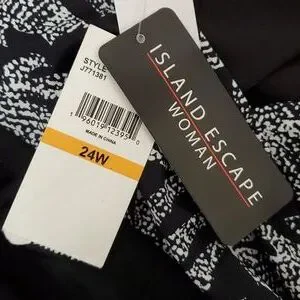 STYLE
J771381
MADE IN CHINA
24W
ISLAND ESCAPE
WOMAN